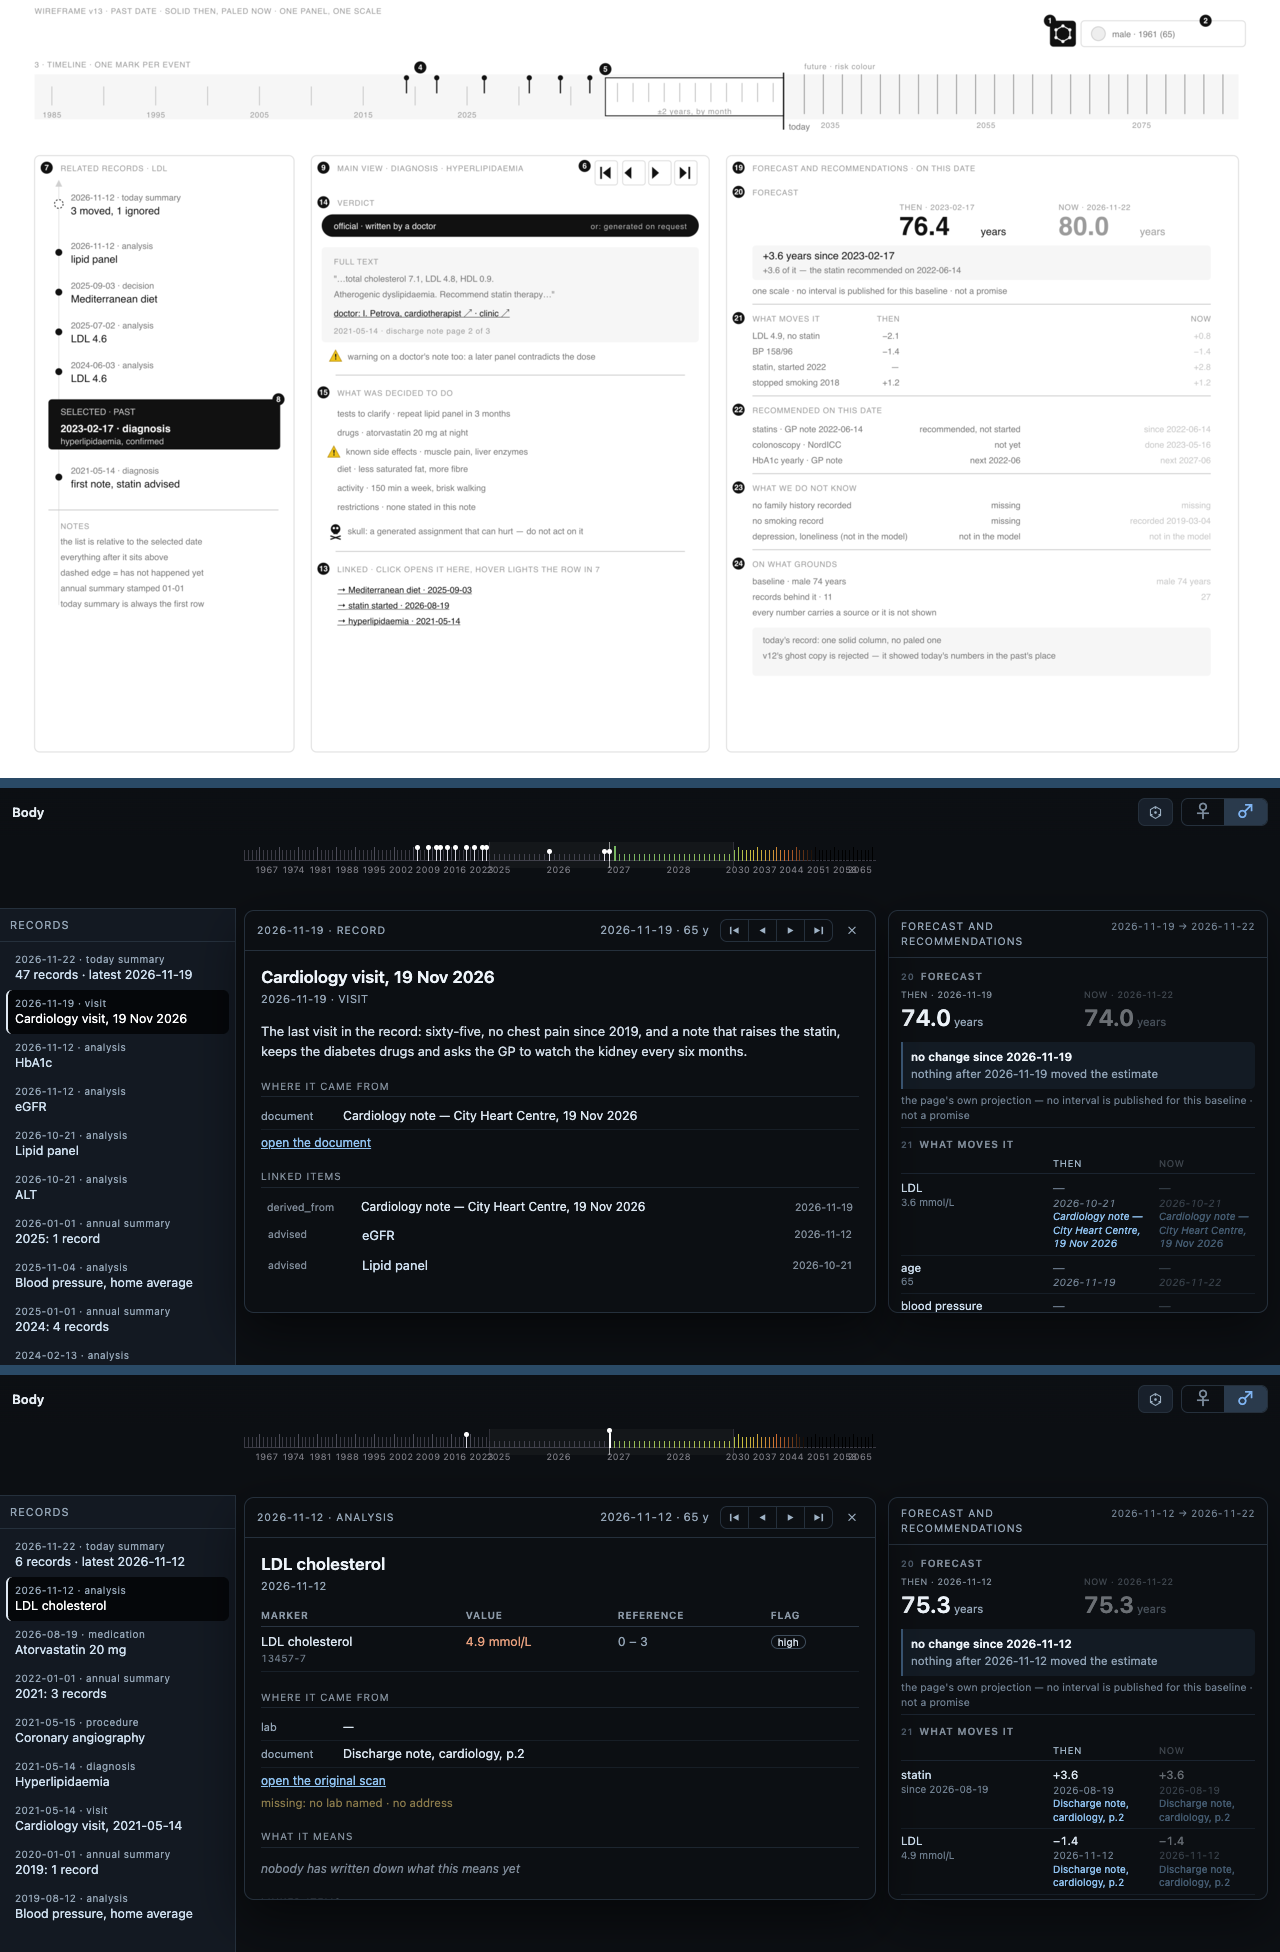 WIREFRAME v13 · PAST DATE · SOLID THEN, PALED NOW · ONE PANEL, ONE SCALE
1
2
male · 1961 (65)
3 · TIMELINE · ONE MARK PER EVENT
4
5
future · risk colour
±2 years, by month
1985 1995 2005 2015 2025 today 2035 2055 2075
7 RELATED RECORDS · LDL
2026-11-12 · today summary
3 moved, 1 ignored
2026-11-12 · analysis
lipid panel
2025-09-03 · decision
Mediterranean diet
2025-07-02 · analysis
LDL 4.6
2024-06-03 · analysis
LDL 4.6
8
SELECTED · PAST
2023-02-17 · diagnosis
hyperlipidaemia, confirmed
2021-05-14 · diagnosis
first note, statin advised
NOTES
the list is relative to the selected date
everything after it sits above
dashed edge = has not happened yet
annual summary stamped 01-01
today summary is always the first row
9 MAIN VIEW · DIAGNOSIS · HYPERLIPIDAEMIA
6
14 VERDICT
official · written by a doctor or: generated on request
FULL TEXT
"…total cholesterol 7.1, LDL 4.8, HDL 0.9.
Atherogenic dyslipidaemia. Recommend statin therapy…"
doctor: I. Petrova, cardiotherapist ↗ · clinic ↗
2021-05-14 · discharge note page 2 of 3
warning on a doctor's note too: a later panel contradicts the dose
15 WHAT WAS DECIDED TO DO
tests to clarify · repeat lipid panel in 3 months
drugs · atorvastatin 20 mg at night
known side effects · muscle pain, liver enzymes
diet · less saturated fat, more fibre
activity · 150 min a week, brisk walking
restrictions · none stated in this note
skull: a generated assignment that can hurt — do not act on it
13 LINKED · CLICK OPENS IT HERE, HOVER LIGHTS THE ROW IN 7
→ Mediterranean diet · 2025-09-03
→ statin started · 2026-08-19
→ hyperlipidaemia · 2021-05-14
19 FORECAST AND RECOMMENDATIONS · ON THIS DATE
20 FORECAST
THEN · 2023-02-17 NOW · 2026-11-22
76.4 years 80.0 years
+3.6 years since 2023-02-17
+3.6 of it — the statin recommended on 2022-06-14
one scale · no interval is published for this baseline · not a promise
21 WHAT MOVES IT THEN NOW
LDL 4.9, no statin −2.1 +0.8
BP 158/96 −1.4 −1.4
statin, started 2022 — +2.8
stopped smoking 2018 +1.2 +1.2
22 RECOMMENDED ON THIS DATE
statins · GP note 2022-06-14 recommended, not started since 2022-06-14
colonoscopy · NordICC not yet done 2023-05-16
HbA1c yearly · GP note next 2022-06 next 2027-06
23 WHAT WE DO NOT KNOW
no family history recorded missing missing
no smoking record missing recorded 2019-03-04
depression, loneliness (not in the model) not in the model not in the model
24 ON WHAT GROUNDS
baseline · male 74 years male 74 years
records behind it · 11 27
every number carries a source or it is not shown
today's record: one solid column, no paled one
v12's ghost copy is rejected — it showed today's numbers in the past's place
Body
1967 1974 1981 1988 1995 2002 2009 2016 2025 2026 2027 2028 2030 2037 2044 2051 2065
RECORDS
2026-11-22 · today summary
47 records · latest 2026-11-19
2026-11-19 · visit
Cardiology visit, 19 Nov 2026
2026-11-12 · analysis
HbA1c
2026-11-12 · analysis
eGFR
2026-10-21 · analysis
Lipid panel
2026-10-21 · analysis
ALT
2026-01-01 · annual summary
2025: 1 record
2025-11-04 · analysis
Blood pressure, home average
2025-01-01 · annual summary
2024: 4 records
2024-02-13 · analysis
2026-11-19 · RECORD 2026-11-19 · 65 y
Cardiology visit, 19 Nov 2026
2026-11-19 · VISIT
The last visit in the record: sixty-five, no chest pain since 2019, and a note that raises the statin,
keeps the diabetes drugs and asks the GP to watch the kidney every six months.
WHERE IT CAME FROM
document Cardiology note — City Heart Centre, 19 Nov 2026
open the document
LINKED ITEMS
derived_from Cardiology note — City Heart Centre, 19 Nov 2026 2026-11-19
advised eGFR 2026-11-12
advised Lipid panel 2026-10-21
FORECAST AND RECOMMENDATIONS 2026-11-19 → 2026-11-22
20 FORECAST
THEN · 2026-11-19 NOW · 2026-11-22
74.0 years 74.0 years
no change since 2026-11-19
nothing after 2026-11-19 moved the estimate
the page's own projection — no interval is published for this baseline ·
not a promise
21 WHAT MOVES IT
THEN NOW
LDL — —
3.6 mmol/L 2026-10-21 2026-10-21
Cardiology note — Cardiology note —
City Heart Centre, City Heart Centre,
19 Nov 2026 19 Nov 2026
age — —
65 2026-11-19 2026-11-22
blood pressure — —
Body
1967 1974 1981 1988 1995 2002 2009 2016 2025 2026 2027 2028 2030 2037 2044 2051 2065
RECORDS
2026-11-22 · today summary
6 records · latest 2026-11-12
2026-11-12 · analysis
LDL cholesterol
2026-08-19 · medication
Atorvastatin 20 mg
2022-01-01 · annual summary
2021: 3 records
2021-05-15 · procedure
Coronary angiography
2021-05-14 · diagnosis
Hyperlipidaemia
2021-05-14 · visit
Cardiology visit, 2021-05-14
2020-01-01 · annual summary
2019: 1 record
2019-08-12 · analysis
Blood pressure, home average
2026-11-12 · ANALYSIS 2026-11-12 · 65 y
LDL cholesterol
2026-11-12
MARKER VALUE REFERENCE FLAG
LDL cholesterol 4.9 mmol/L 0 – 3 high
13457-7
WHERE IT CAME FROM
lab —
document Discharge note, cardiology, p.2
open the original scan
missing: no lab named · no address
WHAT IT MEANS
nobody has written down what this means yet
FORECAST AND RECOMMENDATIONS 2026-11-12 → 2026-11-22
20 FORECAST
THEN · 2026-11-12 NOW · 2026-11-22
75.3 years 75.3 years
no change since 2026-11-12
nothing after 2026-11-12 moved the estimate
the page's own projection — no interval is published for this baseline ·
not a promise
21 WHAT MOVES IT
THEN NOW
statin +3.6 +3.6
since 2026-08-19 2026-08-19 2026-08-19
Discharge note, Discharge note,
cardiology, p.2 cardiology, p.2
LDL −1.4 −1.4
4.9 mmol/L 2026-11-12 2026-11-12
Discharge note, Discharge note,
cardiology, p.2 cardiology, p.2